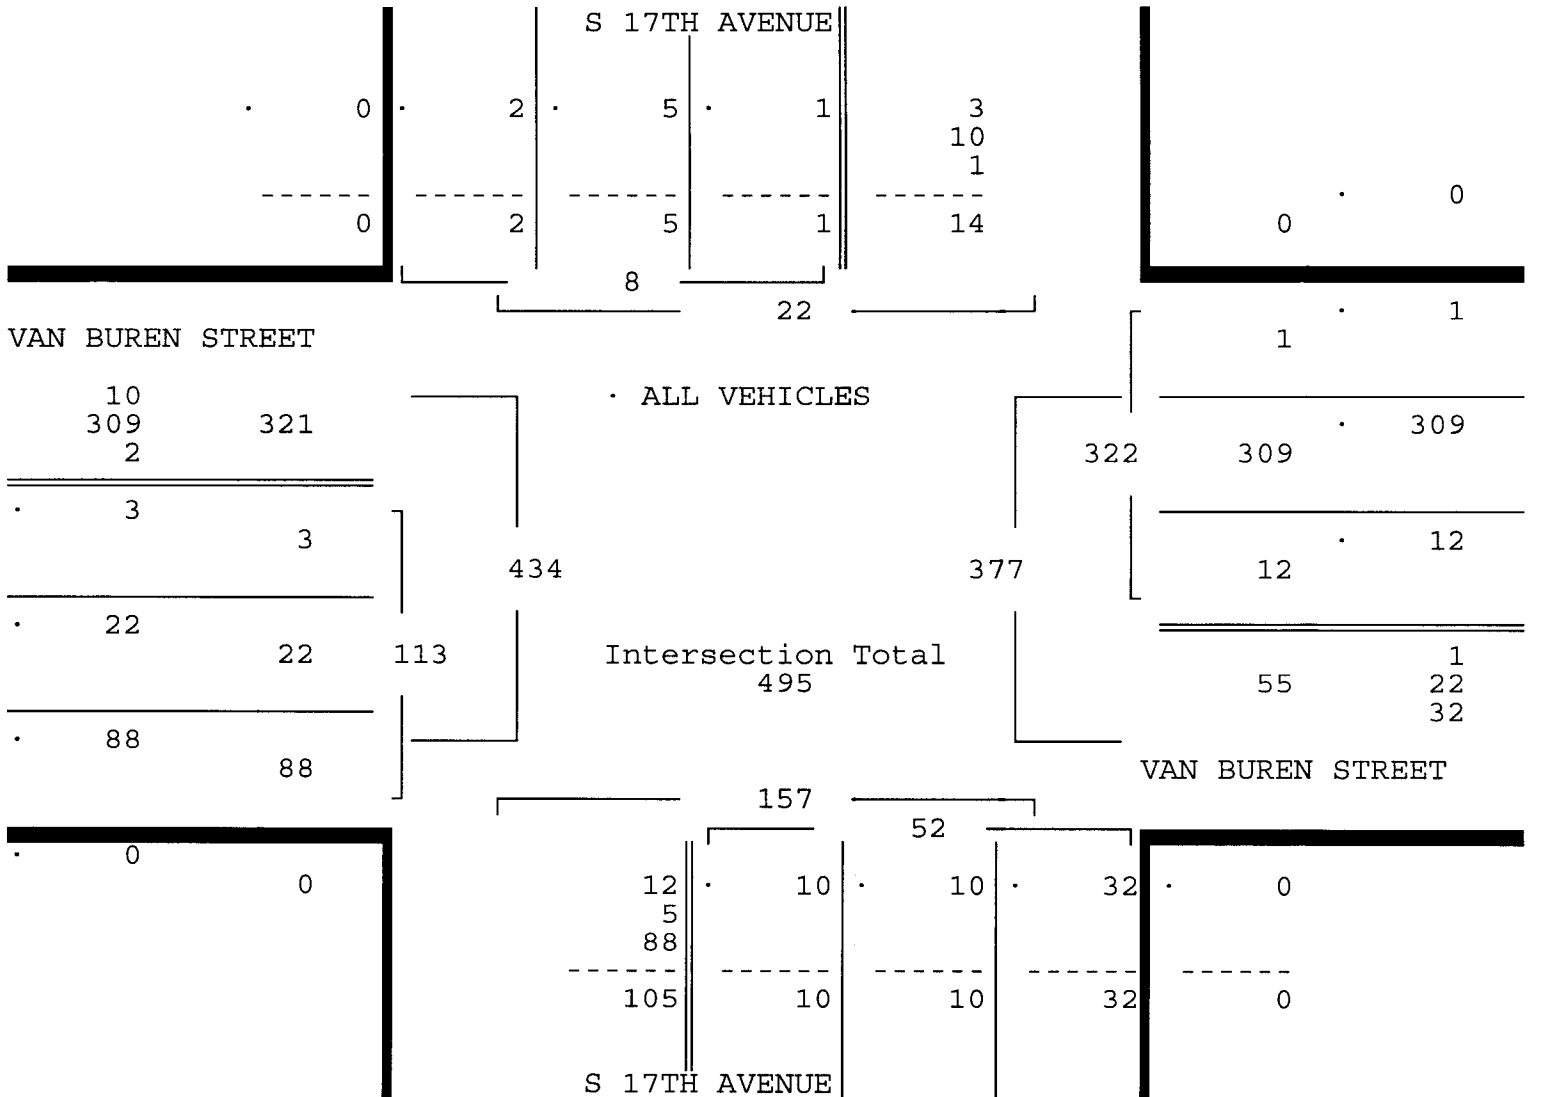 S 17TH AVENUE
· 0 · 2 · 5 · 1 3
10
1
------ ------ ------ ------ ------
· 0
0 2 5 1 14 0
8
22 · 1
VAN BUREN STREET 1
10 · ALL VEHICLES
309 321 · 309
2 322 309
· 3
3 · 12
434 377 12
· 22
22 113 Intersection Total 1
495 55 22
32
· 88
88 VAN BUREN STREET
157
52
· 0
0 12 · 10 · 10 · 32 · 0
5
88
------ ------ ------ ------ ------
105 10 10 32 0
S 17TH AVENUE